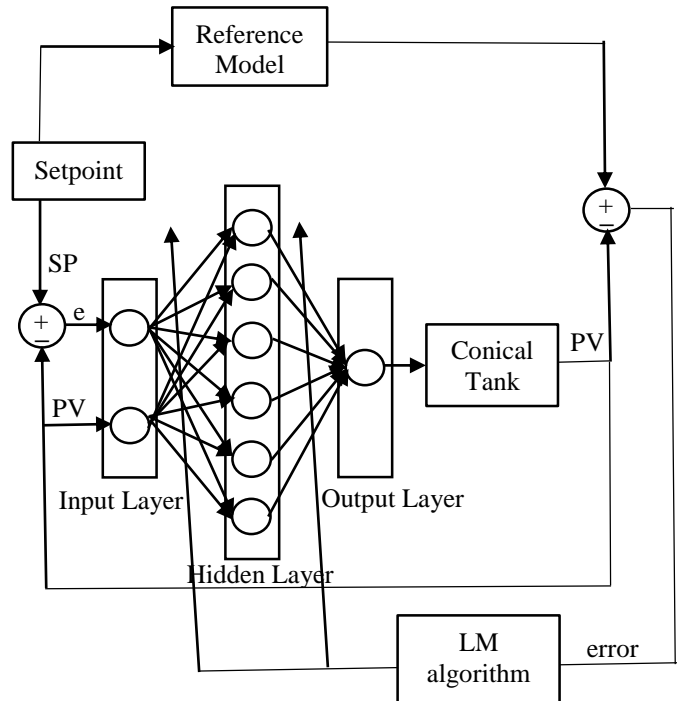 Reference
Model
Setpoint
+
−
SP
e
+
−
PV
Conical
Tank
PV
Input Layer
Output Layer
Hidden Layer
LM
algorithm
error